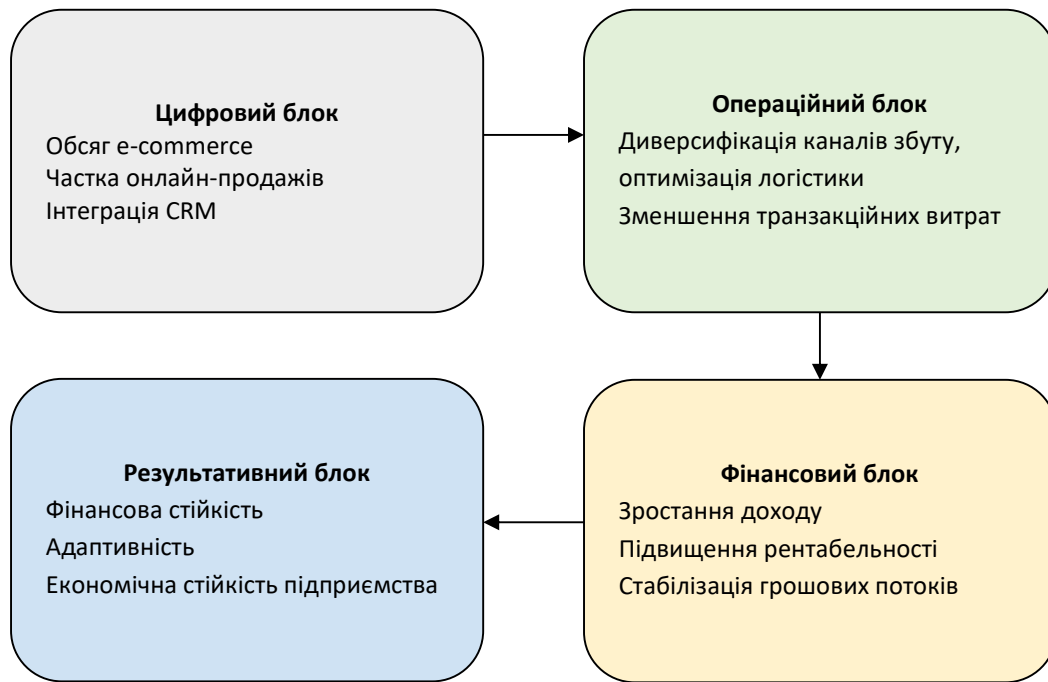 Цифровий блок
Обсяг e-commerce
Частка онлайн-продажів
Інтеграція CRM
Операційний блок
Диверсифікація каналів збуту,
оптимізація логістики
Зменшення транзакційних витрат
Результативний блок
Фінансова стійкість
Адаптивність
Економічна стійкість підприємства
Фінансовий блок
Зростання доходу
Підвищення рентабельності
Стабілізація грошових потоків